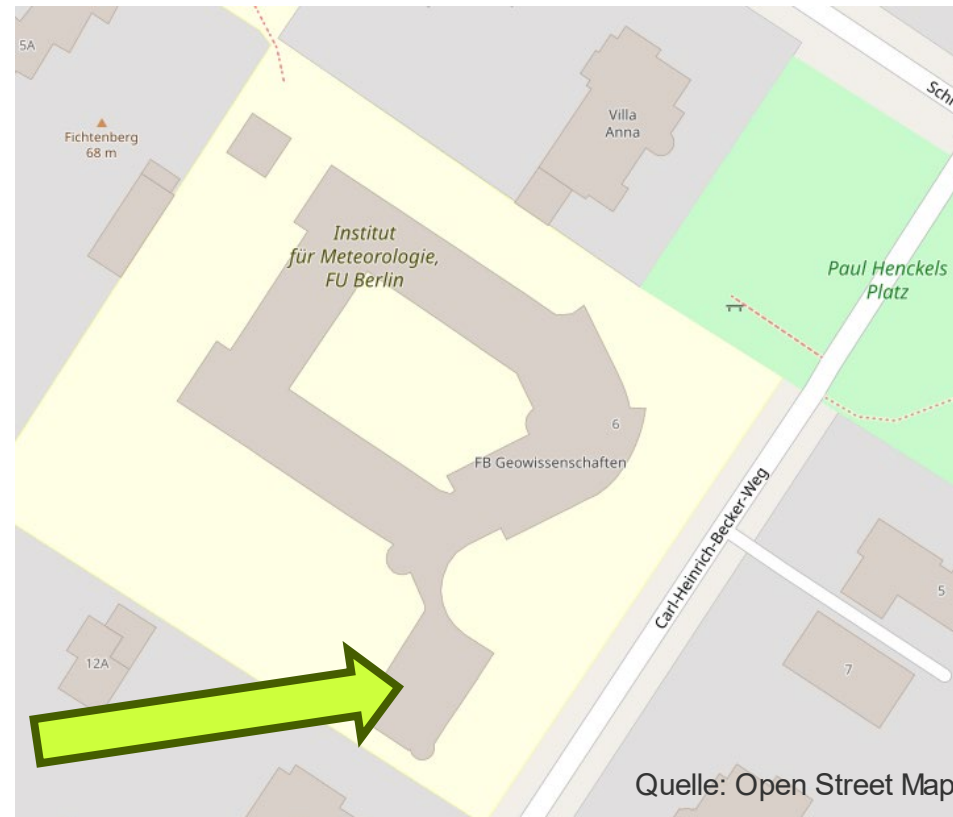 5A
Fichtenberg
68 m
Villa
Anna
Institut
für Meteorologie,
FU Berlin
Paul Henckels
Platz
6
FB Geowissenschaften
Carl-Heinrich-Becker-Weg
5
7
12A
Quelle: Open Street Map